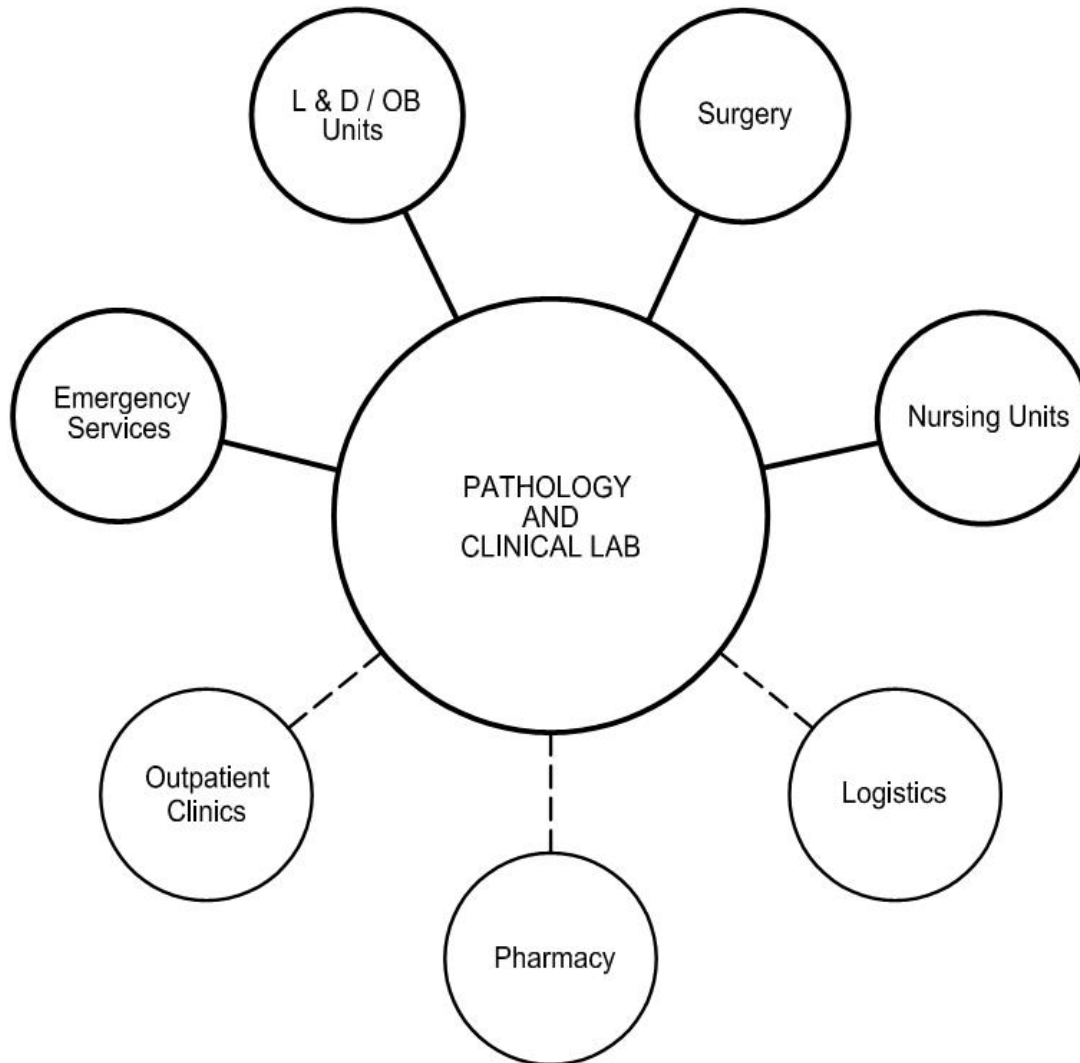 L & D / OB
Units
Surgery
Emergency
Services
Nursing Units
PATHOLOGY
AND
CLINICAL LAB
Outpatient
Clinics
Logistics
Pharmacy